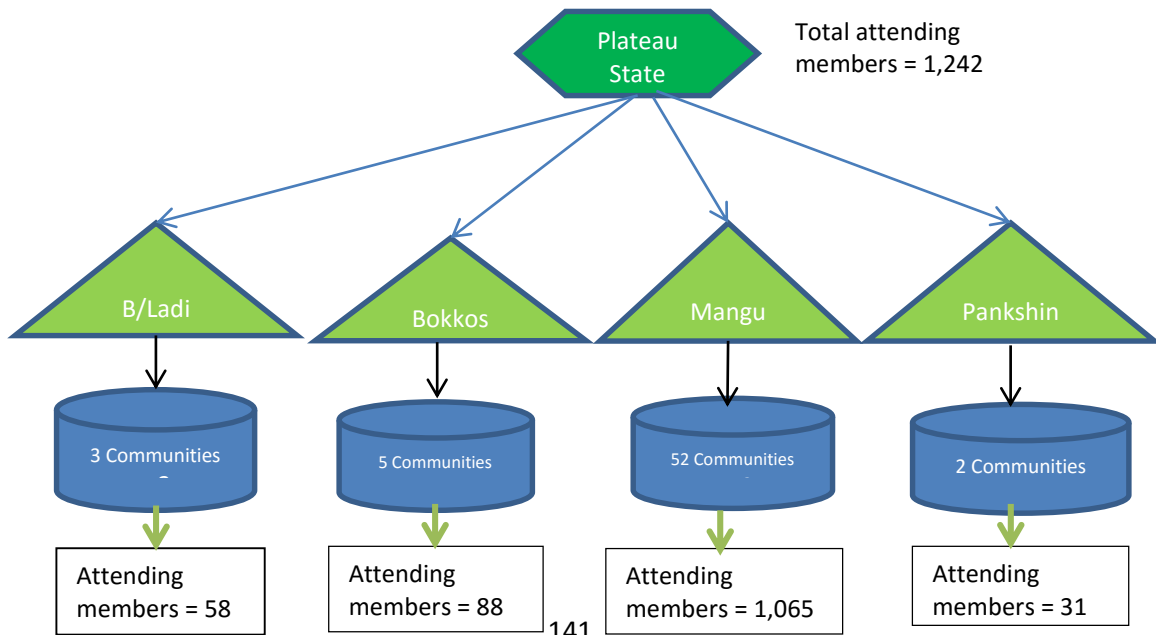 Plateau
State
Total attending
members = 1,242
B/Ladi
Bokkos
Mangu
Pankshin
3 Communities
5 Communities
52 Communities
2 Communities
Attending
members = 58
Attending
members = 88
Attending
members = 1,065
Attending
members = 31
141